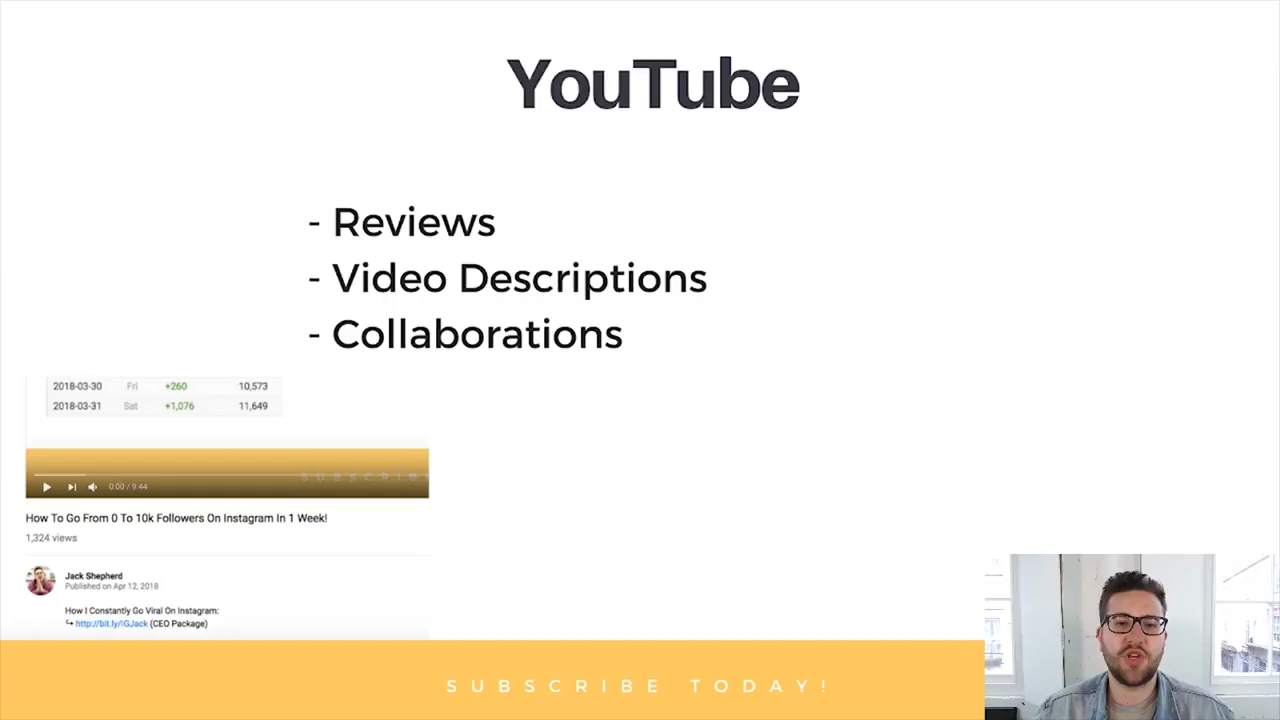 YouTube
- Reviews
- Video Descriptions
- Collaborations
2018-03-30 Fri +260 10,573
2018-03-31 Sat +1,076 11,649
SUBSCRIB
0:00 / 9:44
How To Go From 0 To 10k Followers On Instagram In 1 Week!
1,324 views
Jack Shepherd
Published on Apr 12, 2018
How I Constantly Go Viral On Instagram:
↳ http://bit.ly/IGJack (CEO Package)
SUBSCRIBE TODAY!